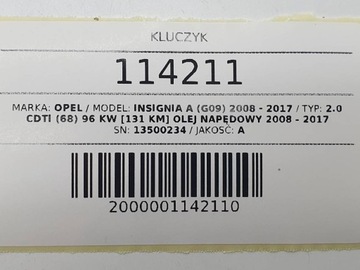 KLUCZYK
114211
MARKA: OPEL / MODEL: INSIGNIA A (G09) 2008 - 2017 / TYP: 2.0
CDTi (68) 96 KW [131 KM] OLEJ NAPĘDOWY 2008 - 2017
SN: 13500234 / JAKOŚĆ: A
2000001142110